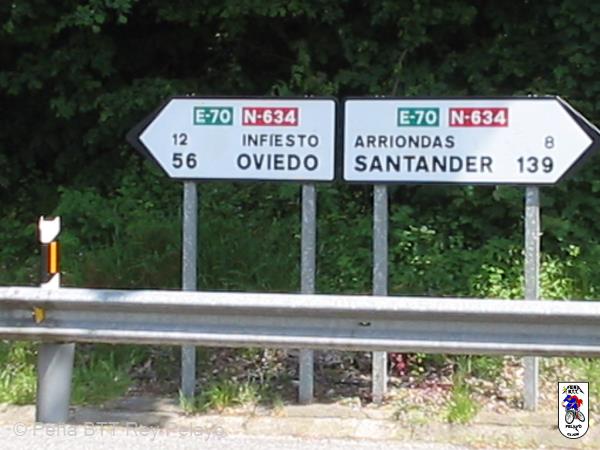 E-70 N-634
12 INFIESTO
56 OVIEDO
E-70 N-634
ARRIONDAS 8
SANTANDER 139
© Peña BTT Rey Pelayo